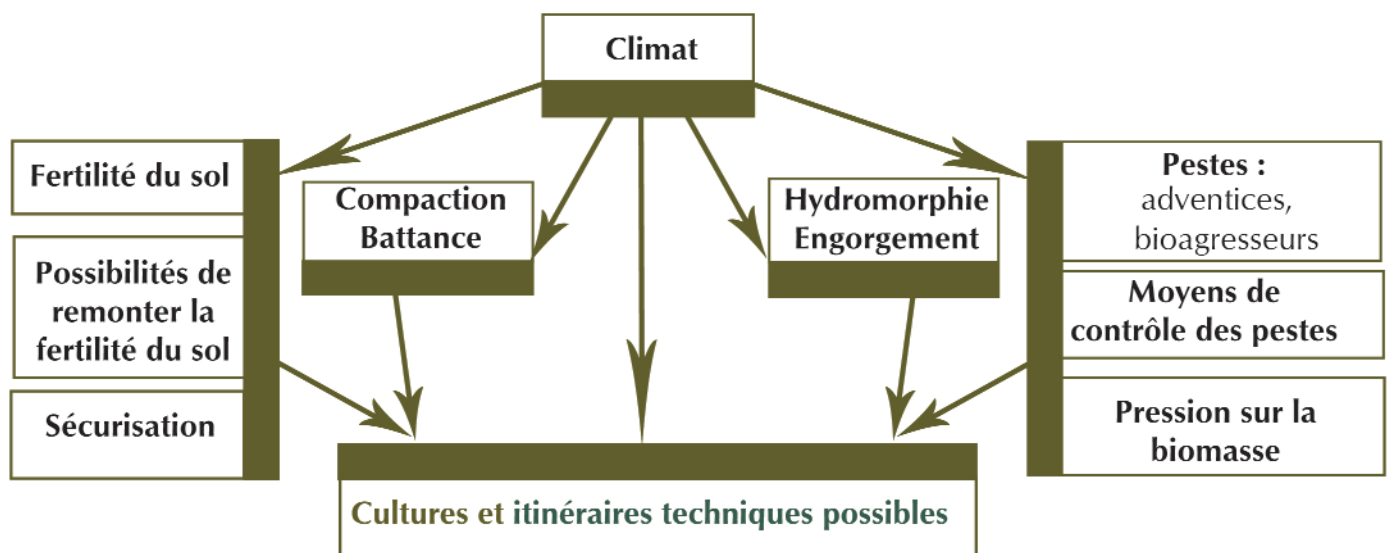 Climat
Fertilité du sol
Possibilités de
remonter la
fertilité du sol
Sécurisation
Compaction
Battance
Hydromorphie
Engorgement
Pestes :
adventices,
bioagresseurs
Moyens de
contrôle des pestes
Pression sur la
biomasse
Cultures et itinéraires techniques possibles